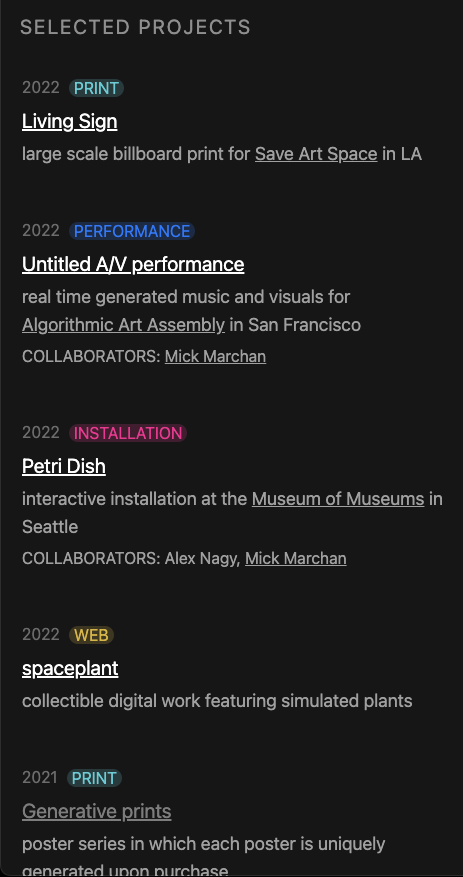 SELECTED PROJECTS
2022 PRINT
Living Sign
large scale billboard print for Save Art Space in LA
2022 PERFORMANCE
Untitled A/V performance
real time generated music and visuals for
Algorithmic Art Assembly in San Francisco
COLLABORATORS: Mick Marchan
2022 INSTALLATION
Petri Dish
interactive installation at the Museum of Museums in
Seattle
COLLABORATORS: Alex Nagy, Mick Marchan
2022 WEB
spaceplant
collectible digital work featuring simulated plants
2021 PRINT
Generative prints
poster series in which each poster is uniquely
generated upon purchase